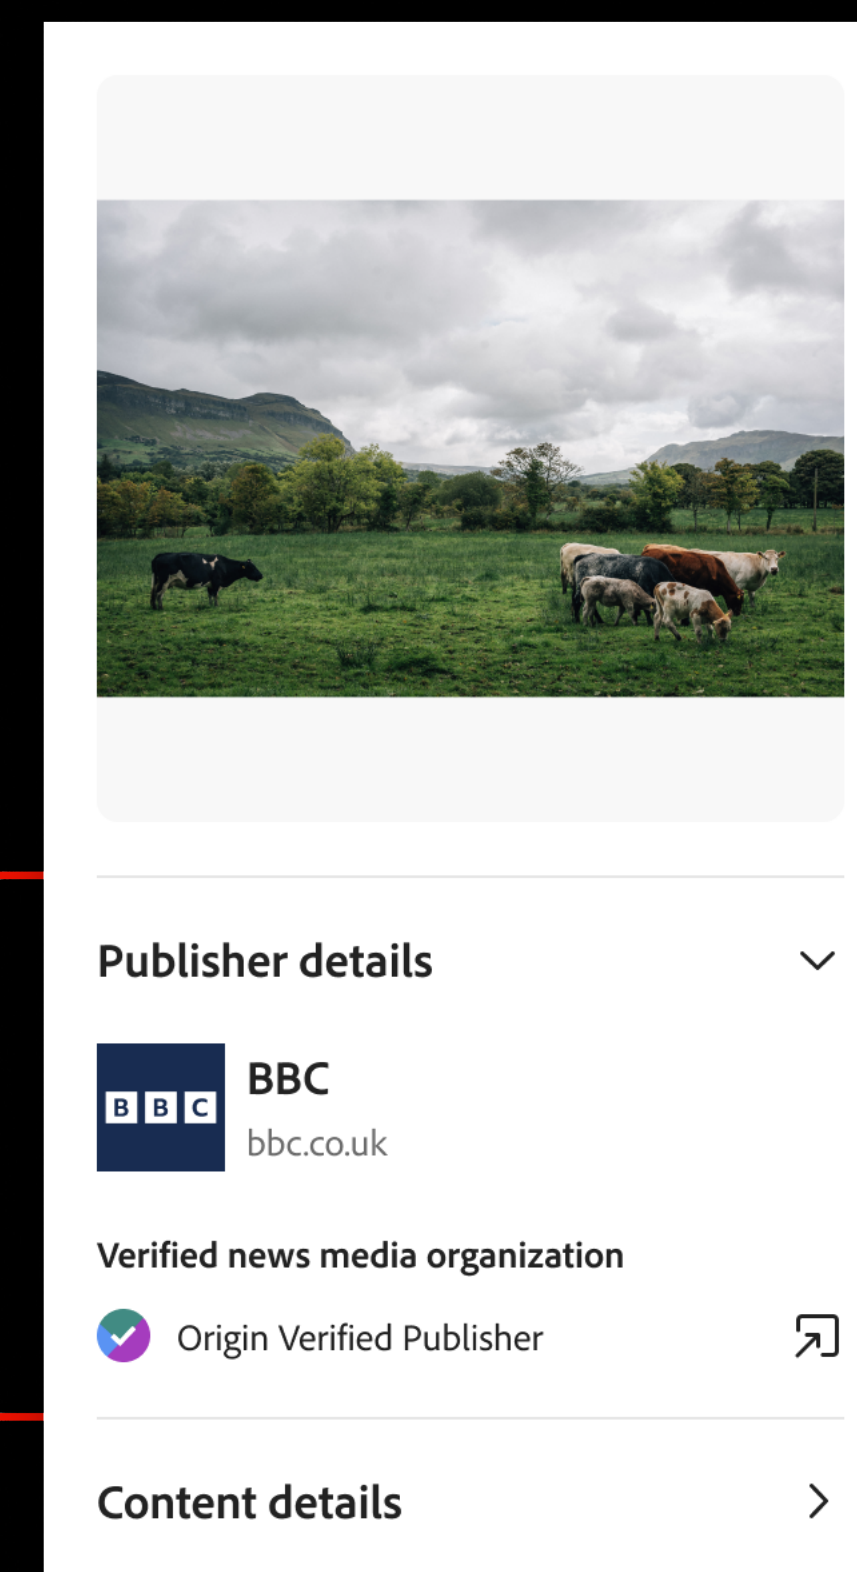 Publisher details
BBC
BBC
bbc.co.uk
Verified news media organization
Origin Verified Publisher
Content details